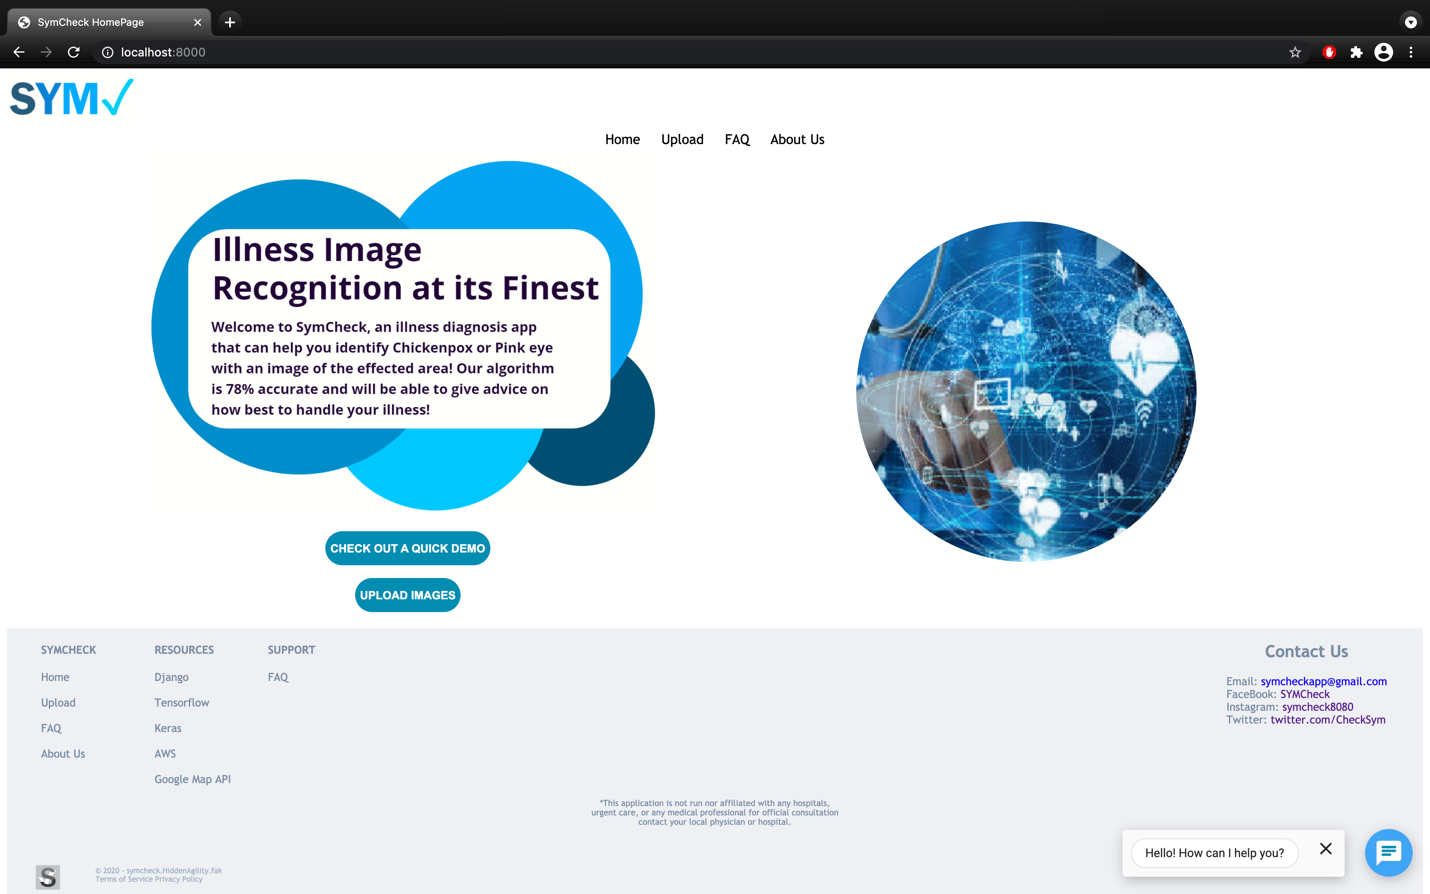 SymCheck HomePage
localhost:8000
SYM
Home Upload FAQ About Us
Illness Image
Recognition at its Finest
Welcome to SymCheck, an illness diagnosis app
that can help you identify Chickenpox or Pink eye
with an image of the effected area! Our algorithm
is 78% accurate and will be able to give advice on
how best to handle your illness!
CHECK OUT A QUICK DEMO
UPLOAD IMAGES
SYMCHECK
Home
Upload
FAQ
About Us
RESOURCES
Django
Tensorflow
Keras
AWS
Google Map API
SUPPORT
FAQ
Contact Us
Email: symcheckapp@gmail.com
FaceBook: SYMCheck
Instagram: symcheck8080
Twitter: twitter.com/CheckSym
*This application is not run nor affiliated with any hospitals,
urgent care, or any medical professional for official consultation
contact your local physician or hospital.
S
© 2020 - symcheck.HiddenAgility.fak
Terms of Service Privacy Policy
Hello! How can I help you?